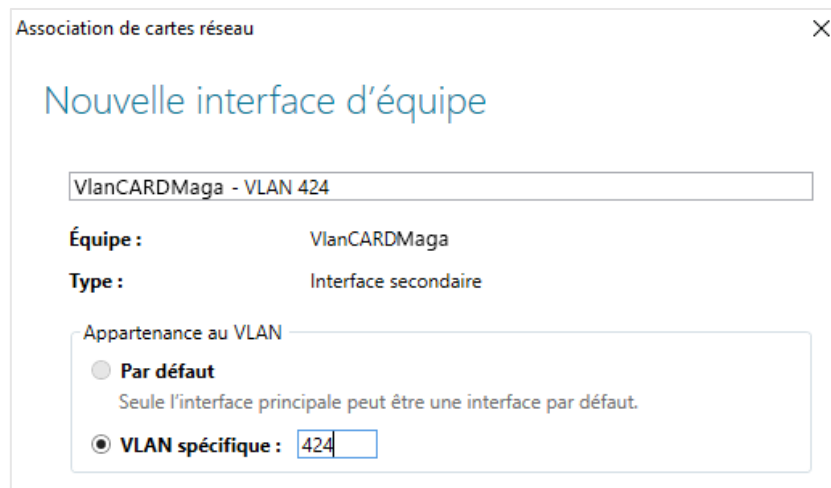 Association de cartes réseau
Nouvelle interface d’équipe
VlanCARDMaga - VLAN 424
Équipe : VlanCARDMaga
Type : Interface secondaire
Appartenance au VLAN
Par défaut
Seule l’interface principale peut être une interface par défaut.
VLAN spécifique : 424